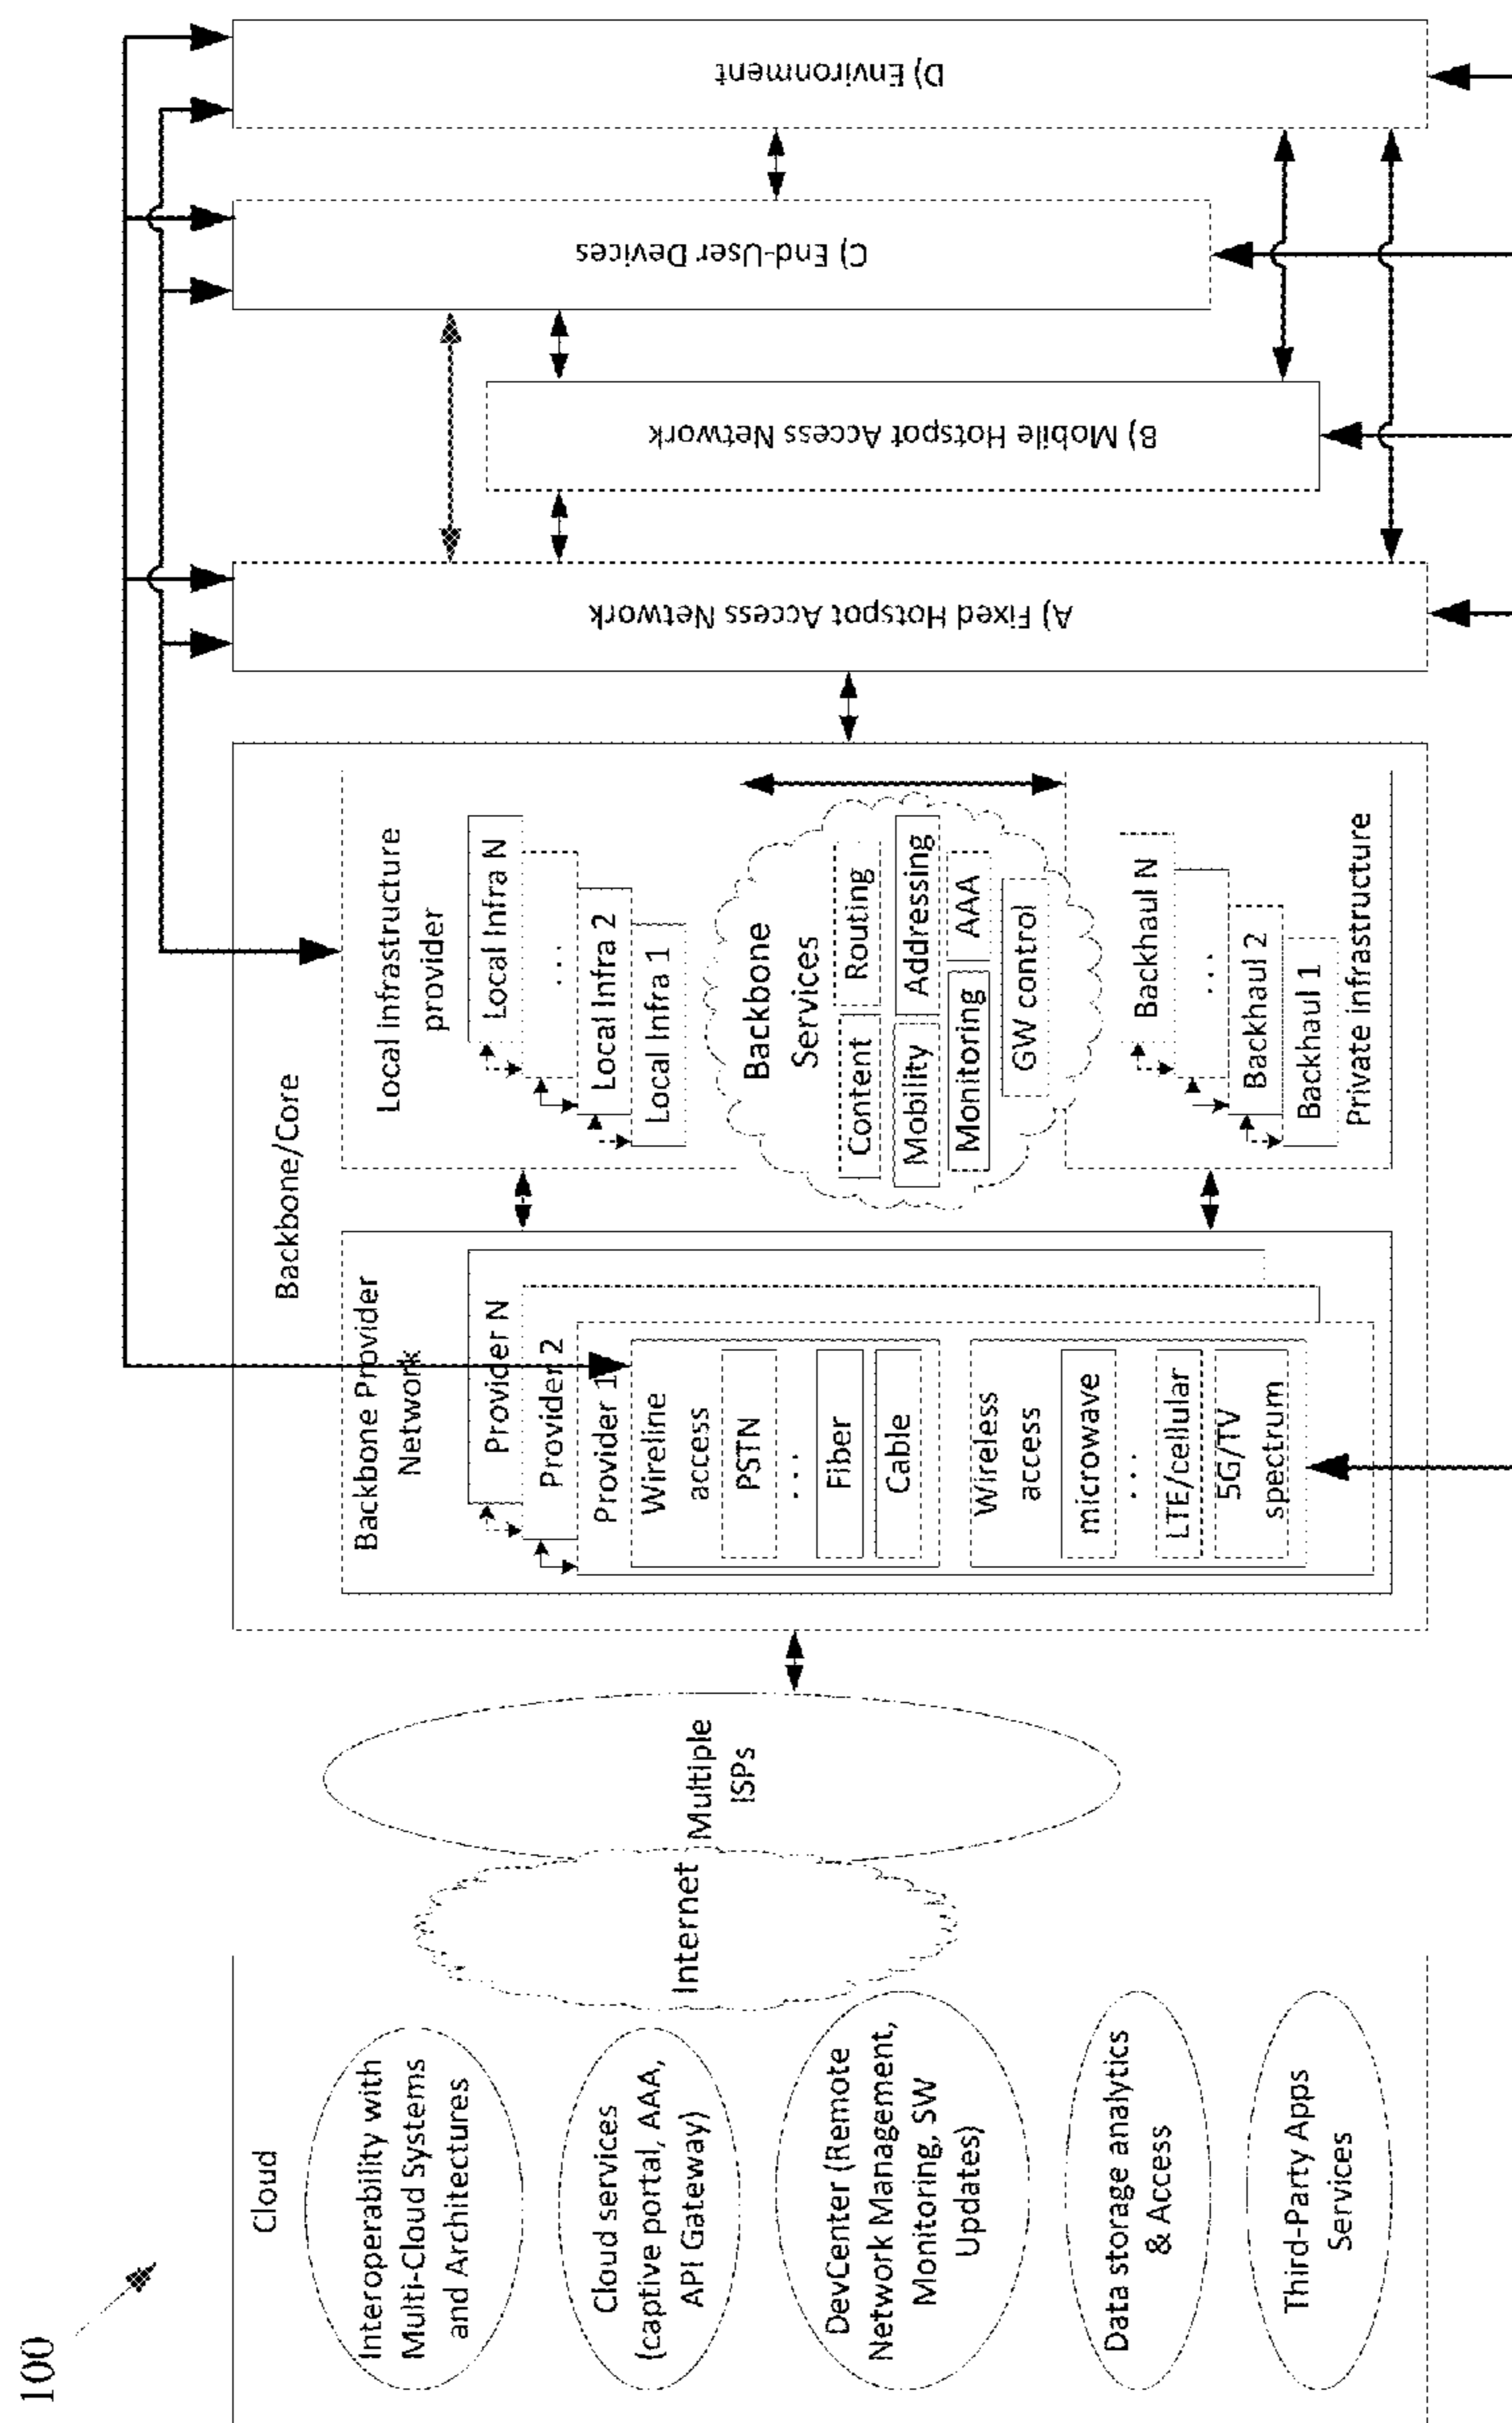 100
Cloud
Interoperability with
Multi-Cloud Systems
and Architectures
Cloud services
(captive portal, AAA,
API Gateway)
DevCenter (Remote
Network Management,
Monitoring, SW
Updates)
Data storage analytics
& Access
Third-Party Apps
Services
Internet
Multiple
ISPs
Backbone/Core
Backbone Provider
Network
Provider N
Provider 2
Provider 1
Wireline
access
PSTN
...
Fiber
Cable
Wireless
access
microwave
...
LTE/cellular
5G/TV
spectrum
Local infrastructure
provider
Local Infra N
...
Local Infra 2
Local Infra 1
Backbone
Services
Content
Routing
Mobility
Addressing
Monitoring
AAA
GW control
Backhaul N
...
Backhaul 2
Backhaul 1
Private infrastructure
A) Fixed Hotspot Access Network
B) Mobile Hotspot Access Network
C) End-User Devices
D) Environment